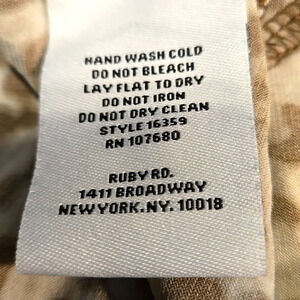 HAND WASH COLD
DO NOT BLEACH
LAY FLAT TO DRY
DO NOT IRON
DO NOT DRY CLEAN
STYLE 16359
RN 107680
RUBY RD.
1411 BROADWAY
NEW YORK. NY. 10018